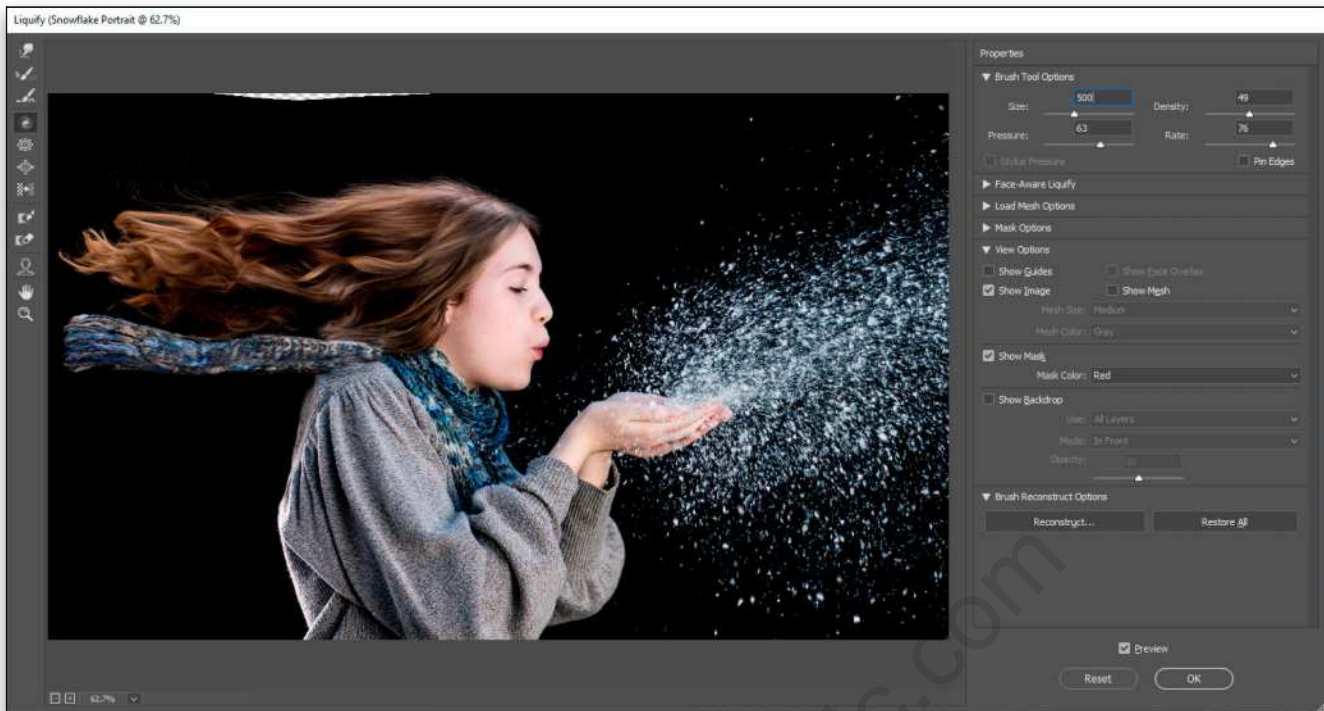 Liquify (Snowflake Portrait @ 62.7%)
Properties
Brush Tool Options
Size: 500 Density: 49
Pressure: 63 Rate: 76
Stylus Pressure Pin Edges
Face-Aware Liquify
Load Mesh Options
Mask Options
View Options
Show Guides Show Face Overlay
Show Image Show Mesh
Mesh Size: Medium
Mesh Color: Gray
Show Mask
Mask Color: Red
Show Backdrop
Use: All Layers
Mode: In Front
Opacity:
Brush Reconstruct Options
Reconstruct... Restore All
Preview
Reset OK
62.7%